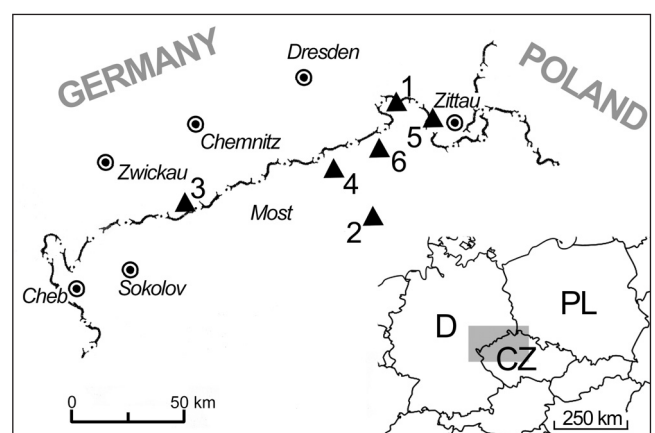 GERMANY
Dresden
POLAND
1
Zittau
5
Chemnitz
6
Zwickau
4
3
Most
2
Cheb
Sokolov
D
PL
CZ
0 50 km
250 km